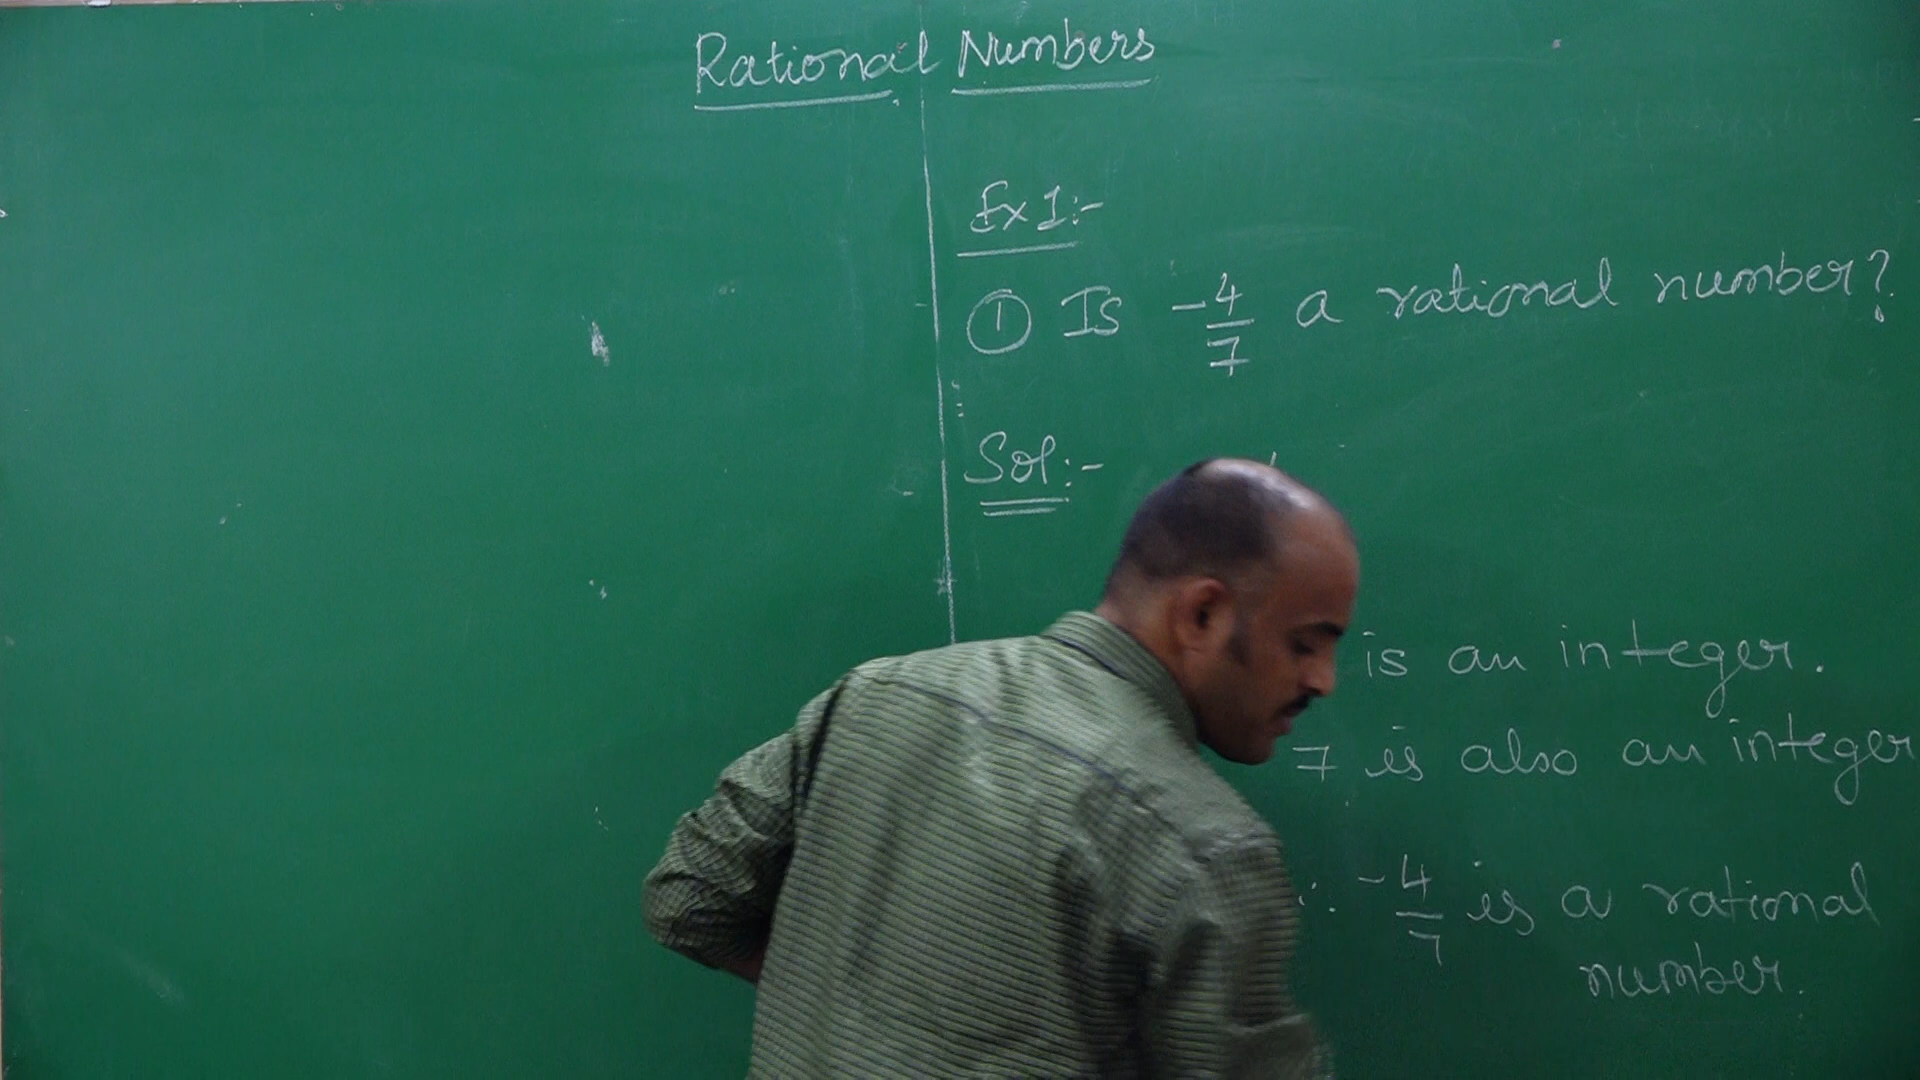 Rational Numbers
Ex 1:-
① Is -4/7 a rational number?
Sol:-
is an integer.
7 is also an integer
∴ -4/7 is a rational
number.